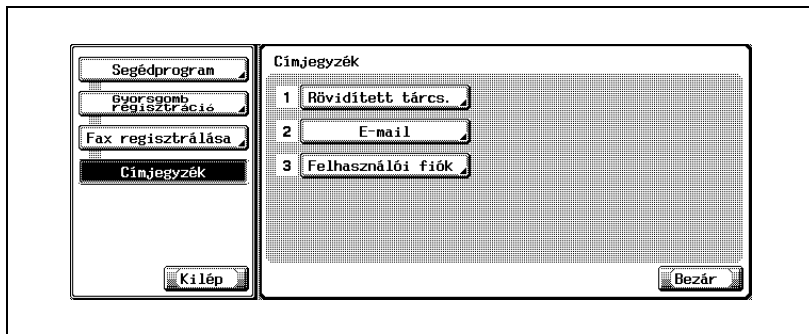 Segédprogram
Gyorsgomb
regisztráció
Fax regisztrálása
Címjegyzék
Kilép
Címjegyzék
1 Rövidített tárcs.
2 E-mail
3 Felhasználói fiók
Bezár